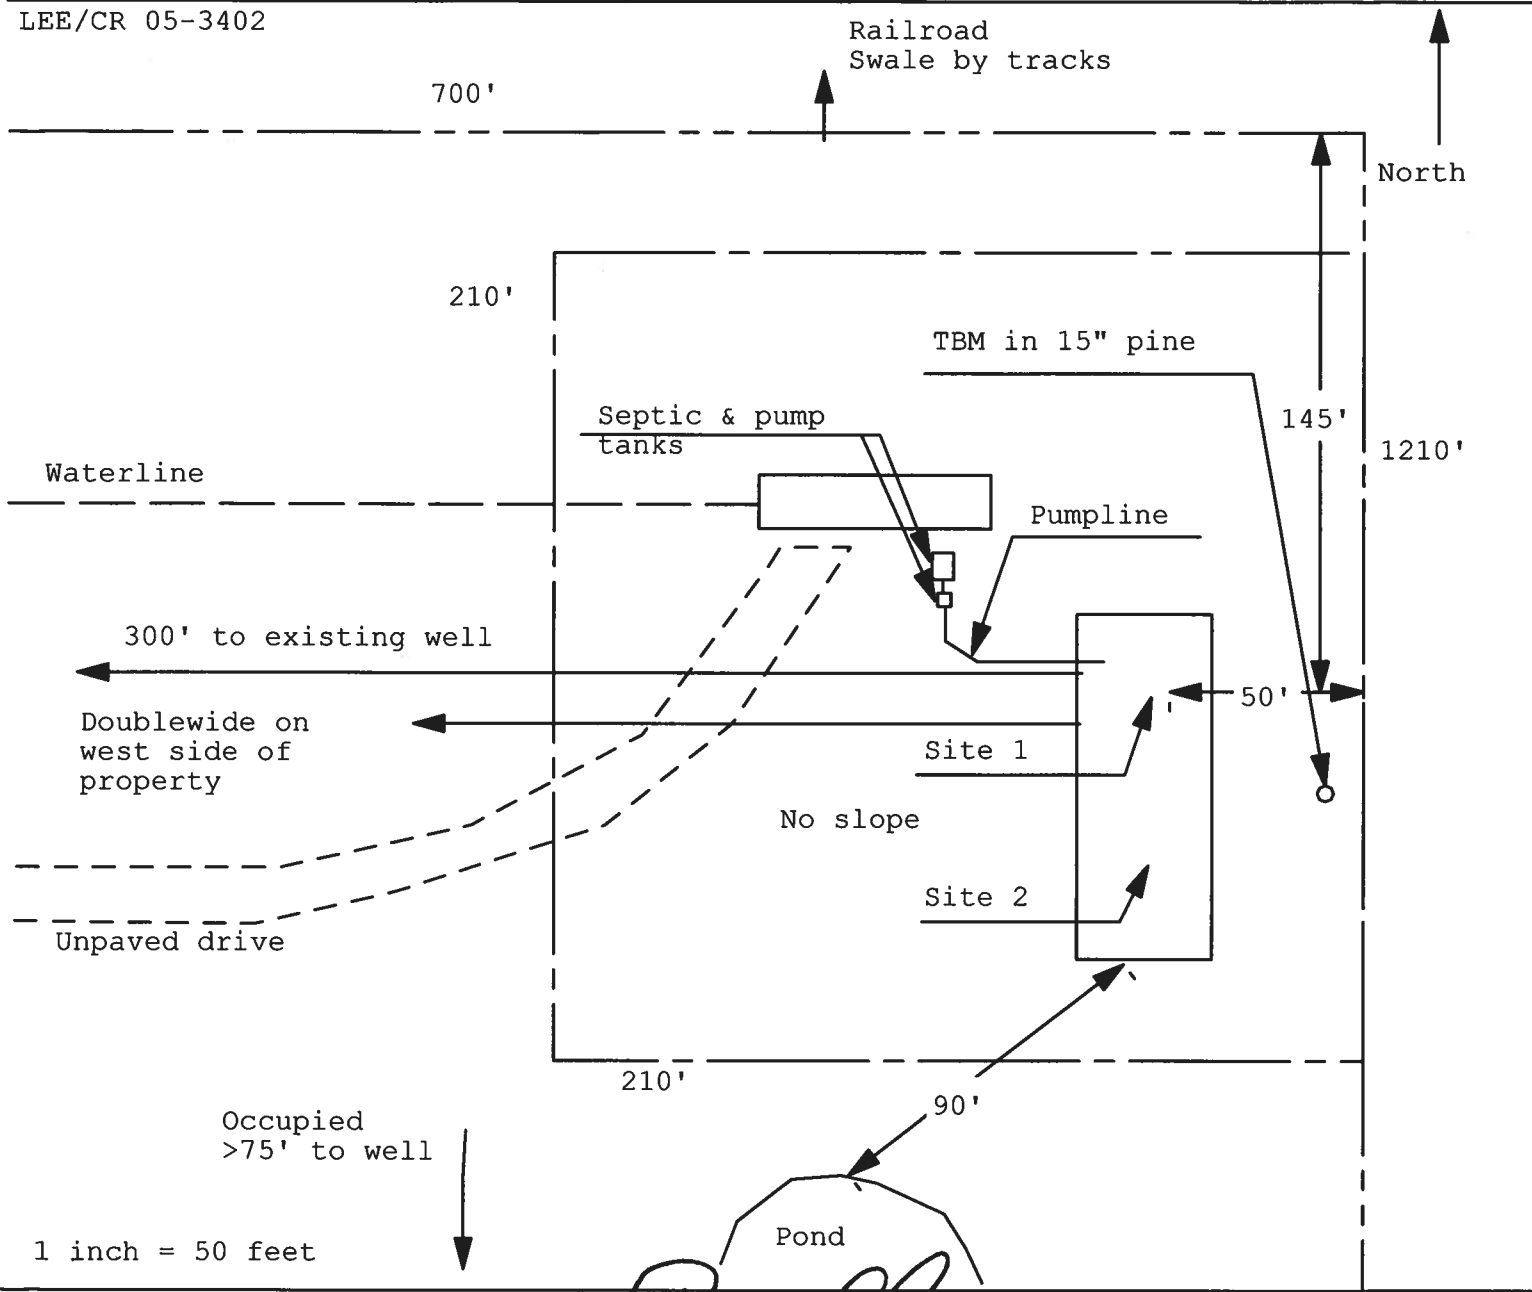 LEE/CR 05-3402
Railroad
Swale by tracks
700'
North
210'
TBM in 15" pine
Septic & pump
tanks
145'
1210'
Waterline
Pumpline
300' to existing well
50'
Doublewide on
west side of
property
Site 1
No slope
Site 2
Unpaved drive
210'
90'
Occupied
>75' to well
Pond
1 inch = 50 feet